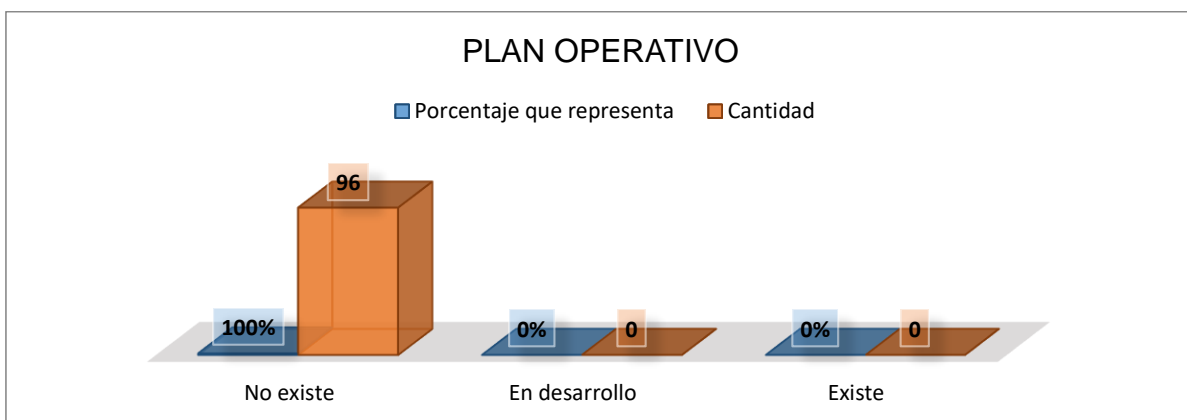 PLAN OPERATIVO
Porcentaje que representa Cantidad
96
100% 0% 0 0% 0
No existe En desarrollo Existe